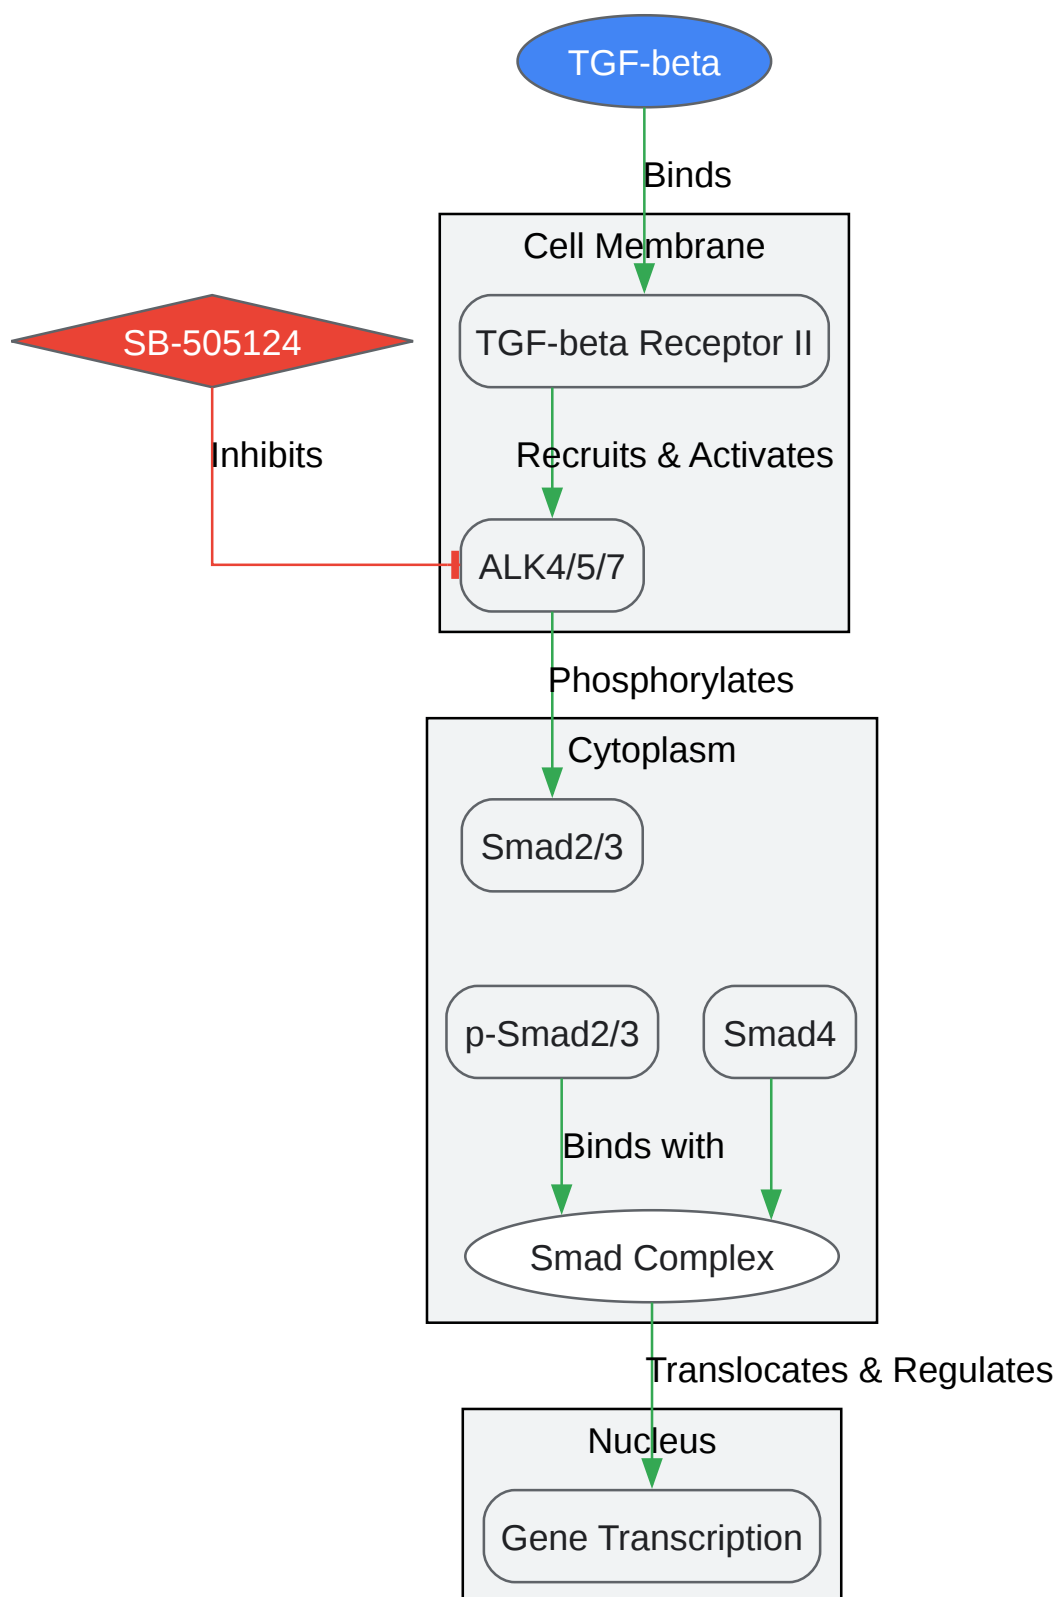 TGF-beta
Binds
Cell Membrane
SB-505124
TGF-beta Receptor II
Inhibits
Recruits & Activates
ALK4/5/7
Phosphorylates
Cytoplasm
Smad2/3
p-Smad2/3
Smad4
Binds with
Smad Complex
Translocates & Regulates
Nucleus
Gene Transcription